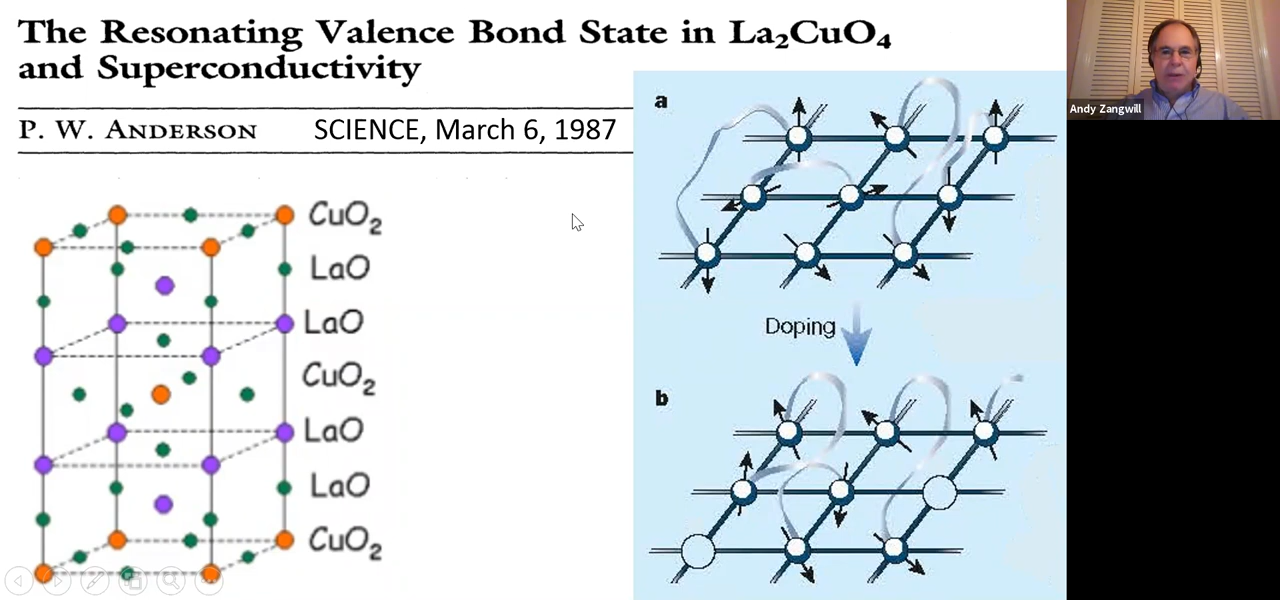 The Resonating Valence Bond State in La₂CuO₄
and Superconductivity
P. W. ANDERSON SCIENCE, March 6, 1987
CuO₂
LaO
LaO
CuO₂
LaO
LaO
CuO₂
a
Doping
b
Andy Zangwill